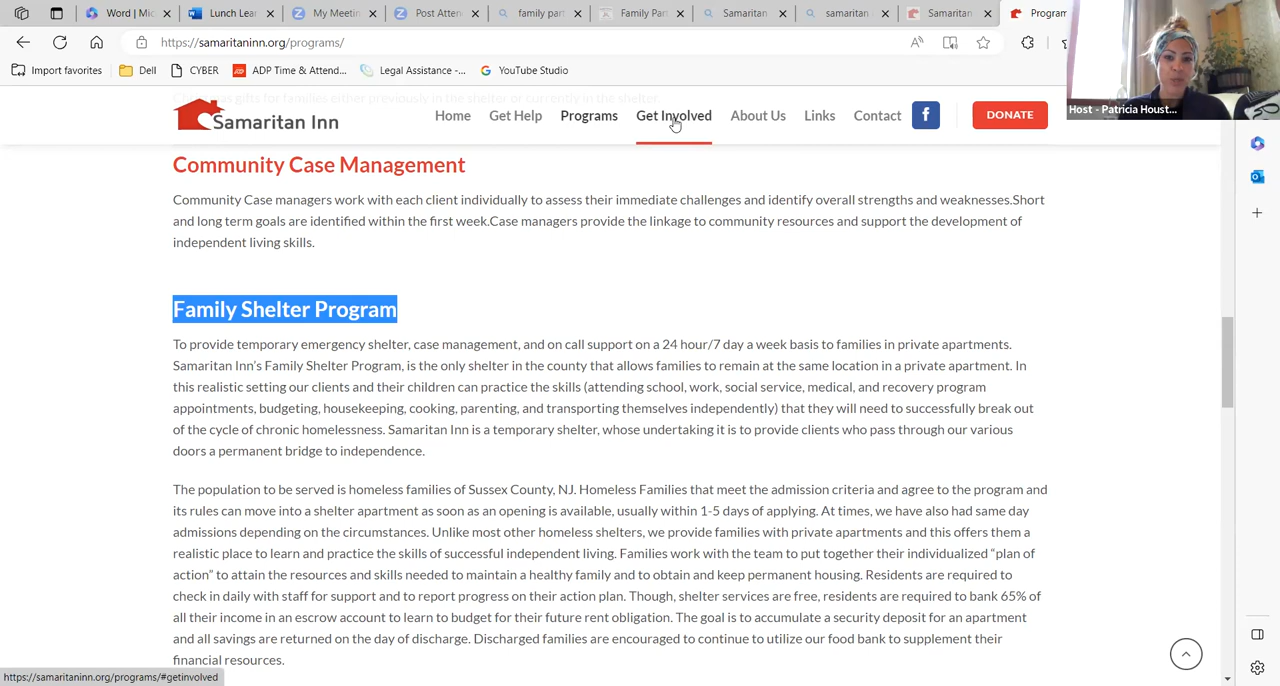 Word | Mic
Lunch Lear
My Meetin
Post Atten
family part
Family Part
Samaritan
samaritan
Samaritan
Program
https://samaritaninn.org/programs/
Import favorites
Dell
CYBER
ADP Time & Attend...
Legal Assistance -...
YouTube Studio
Host - Patricia Houst...
gifts for families either previously in the shelter or currently in the shelter.
Samaritan Inn
Home
Get Help
Programs
Get Involved
About Us
Links
Contact
DONATE
Community Case Management
Community Case managers work with each client individually to assess their immediate challenges and identify overall strengths and weaknesses.Short
and long term goals are identified within the first week.Case managers provide the linkage to community resources and support the development of
independent living skills.
Family Shelter Program
To provide temporary emergency shelter, case management, and on call support on a 24 hour/7 day a week basis to families in private apartments.
Samaritan Inn's Family Shelter Program, is the only shelter in the county that allows families to remain at the same location in a private apartment. In
this realistic setting our clients and their children can practice the skills (attending school, work, social service, medical, and recovery program
appointments, budgeting, housekeeping, cooking, parenting, and transporting themselves independently) that they will need to successfully break out
of the cycle of chronic homelessness. Samaritan Inn is a temporary shelter, whose undertaking it is to provide clients who pass through our various
doors a permanent bridge to independence.
The population to be served is homeless families of Sussex County, NJ. Homeless Families that meet the admission criteria and agree to the program and
its rules can move into a shelter apartment as soon as an opening is available, usually within 1-5 days of applying. At times, we have also had same day
admissions depending on the circumstances. Unlike most other homeless shelters, we provide families with private apartments and this offers them a
realistic place to learn and practice the skills of successful independent living. Families work with the team to put together their individualized "plan of
action" to attain the resources and skills needed to maintain a healthy family and to obtain and keep permanent housing. Residents are required to
check in daily with staff for support and to report progress on their action plan. Though, shelter services are free, residents are required to bank 65% of
all their income in an escrow account to learn to budget for their future rent obligation. The goal is to accumulate a security deposit for an apartment
and all savings are returned on the day of discharge. Discharged families are encouraged to continue to utilize our food bank to supplement their
financial resources.
https://samaritaninn.org/programs/#getinvolved